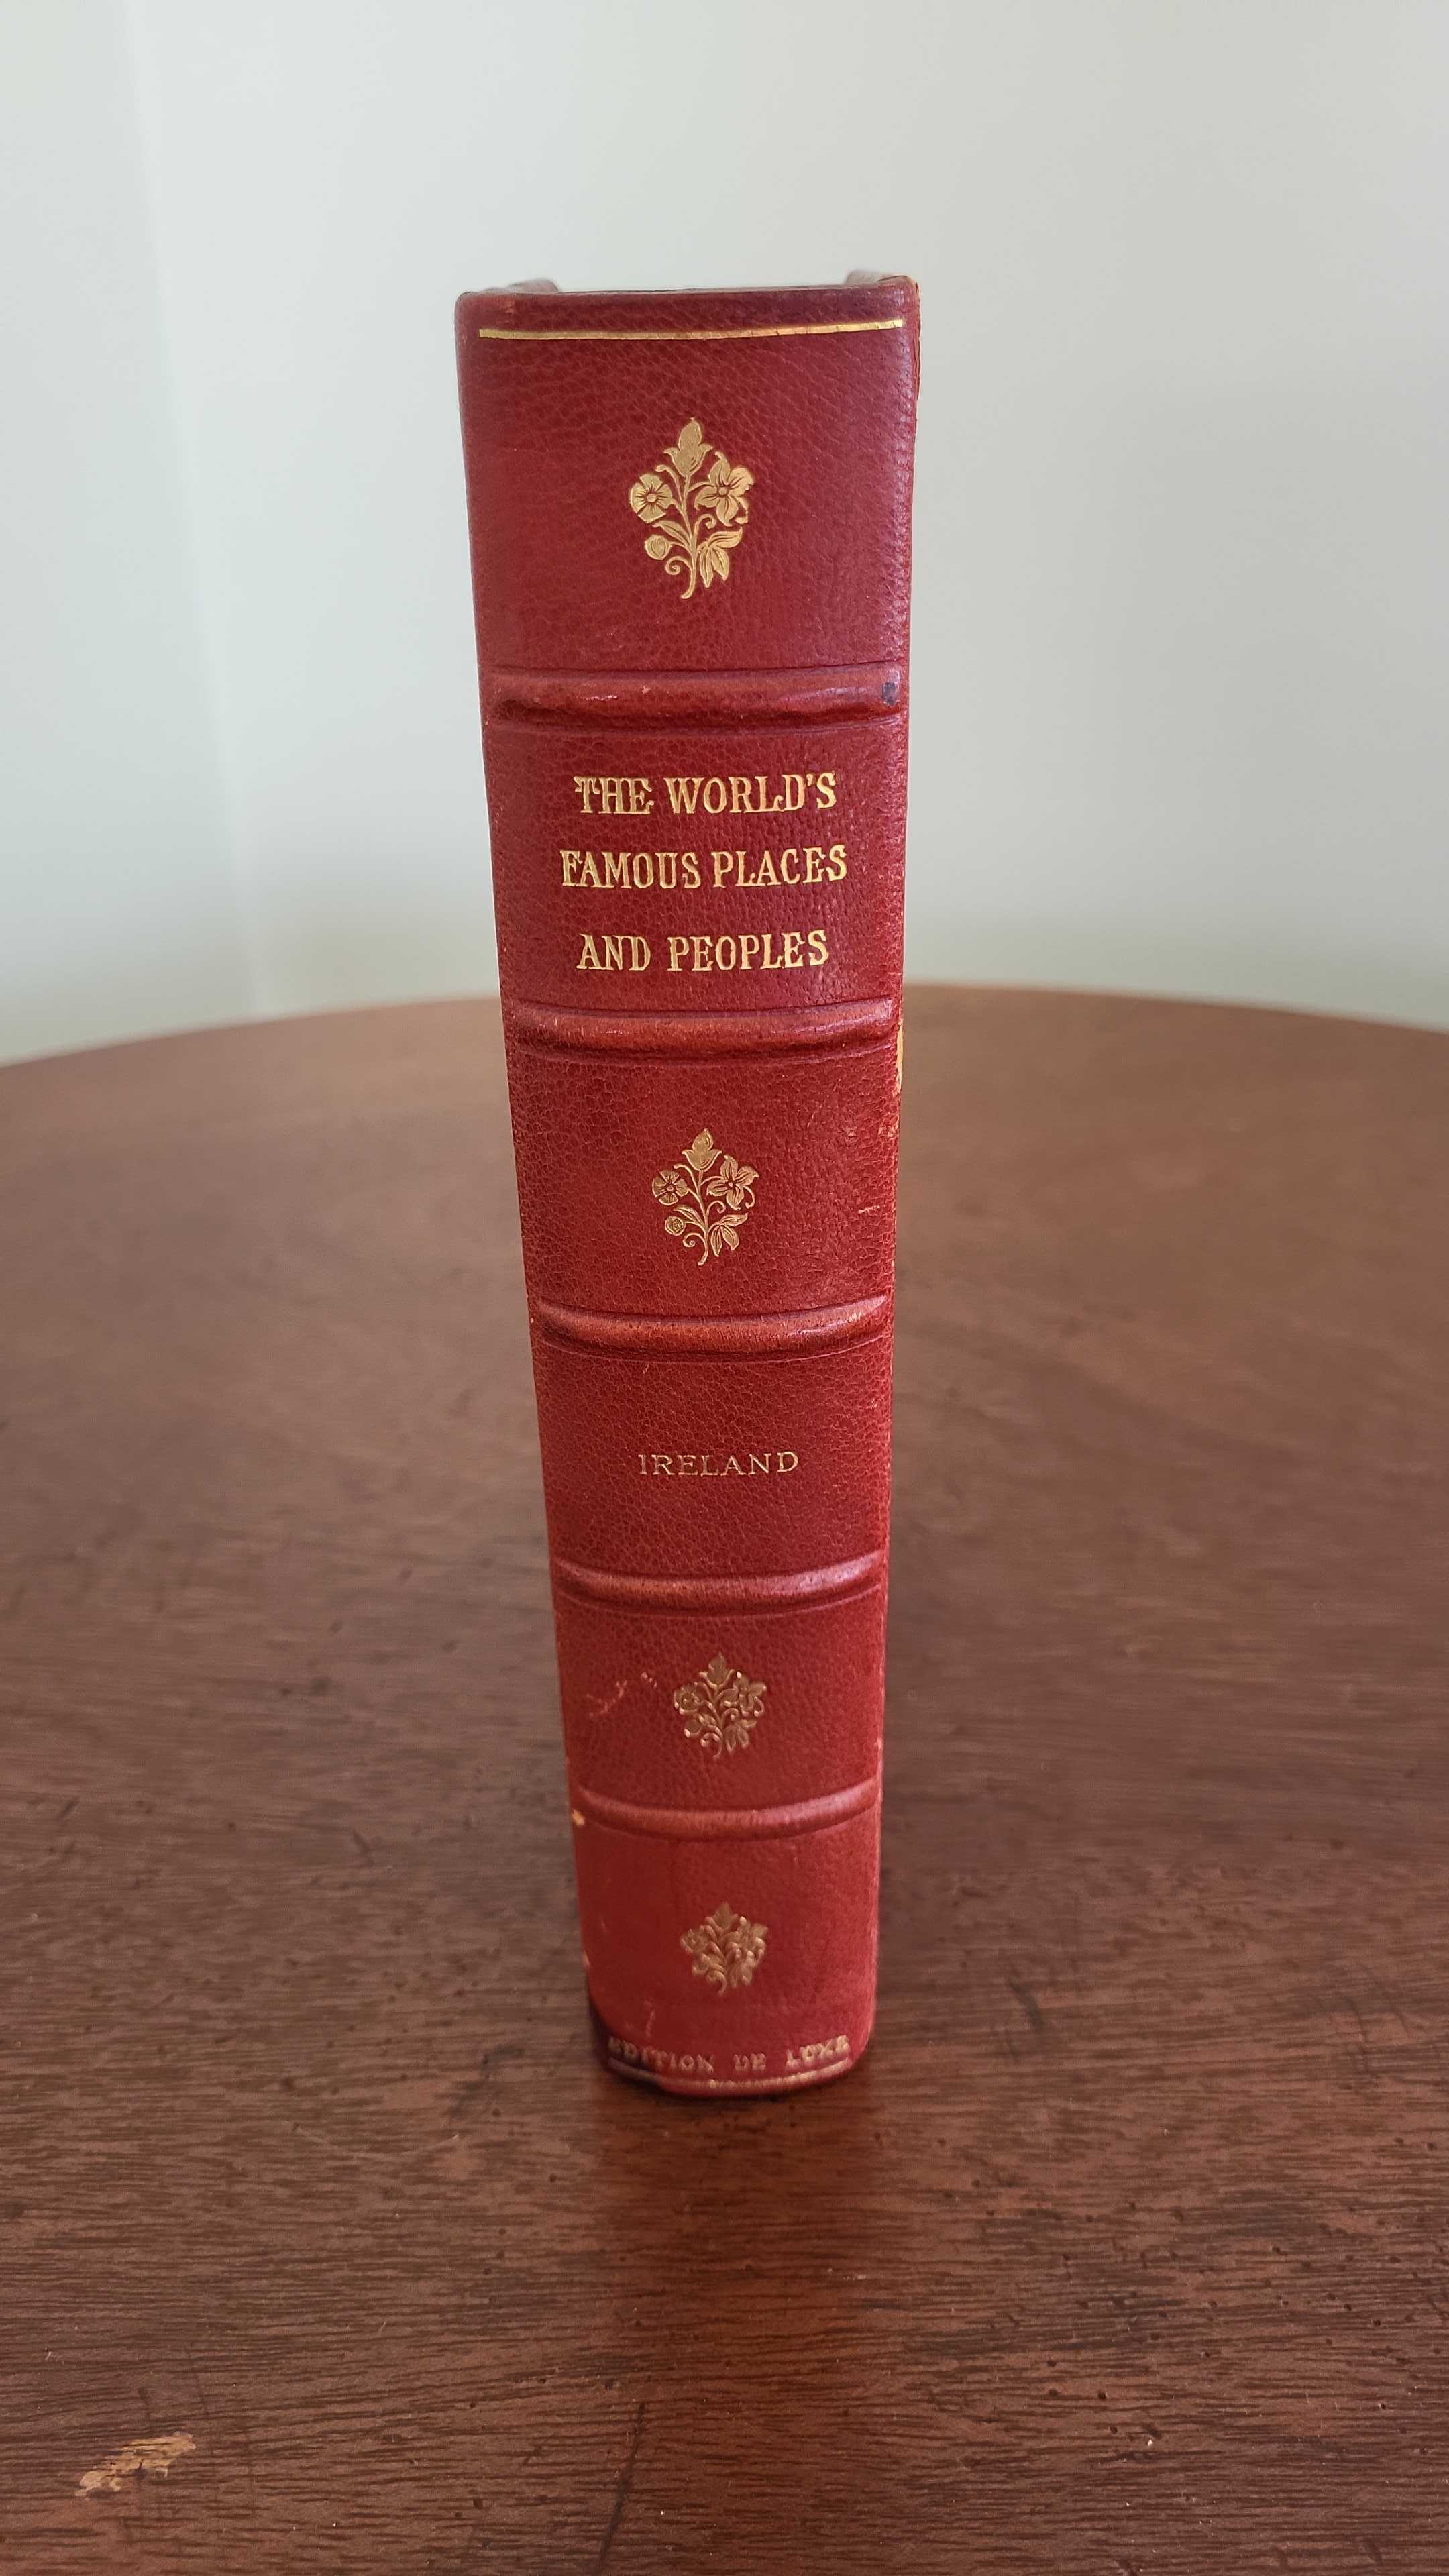 THE WORLD'S
FAMOUS PLACES
AND PEOPLES
IRELAND
EDITION DE LUXE